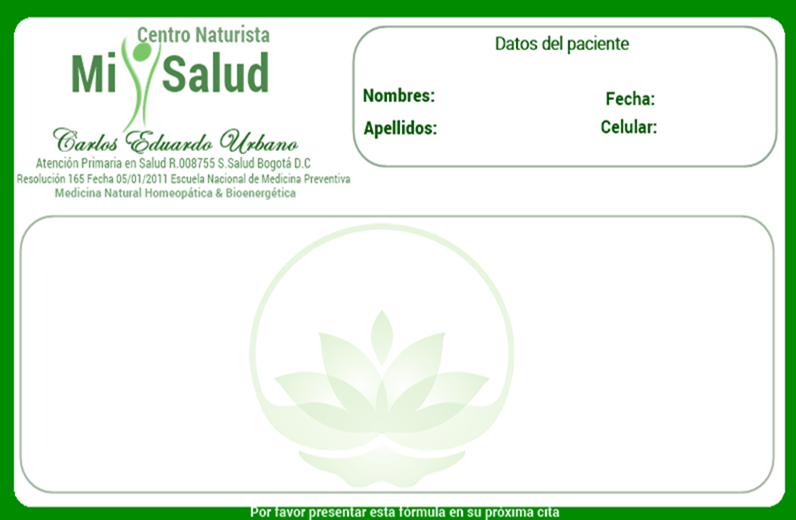 Centro Naturista
Mi Salud
Carlos Eduardo Urbano
Atención Primaria en Salud R.008755 S.Salud Bogotá D.C
Resolución 165 Fecha 05/01/2011 Escuela Nacional de Medicina Preventiva
Medicina Natural Homeopática & Bioenergética
Datos del paciente
Nombres: Fecha:
Apellidos: Celular:
Por favor presentar esta fórmula en su próxima cita